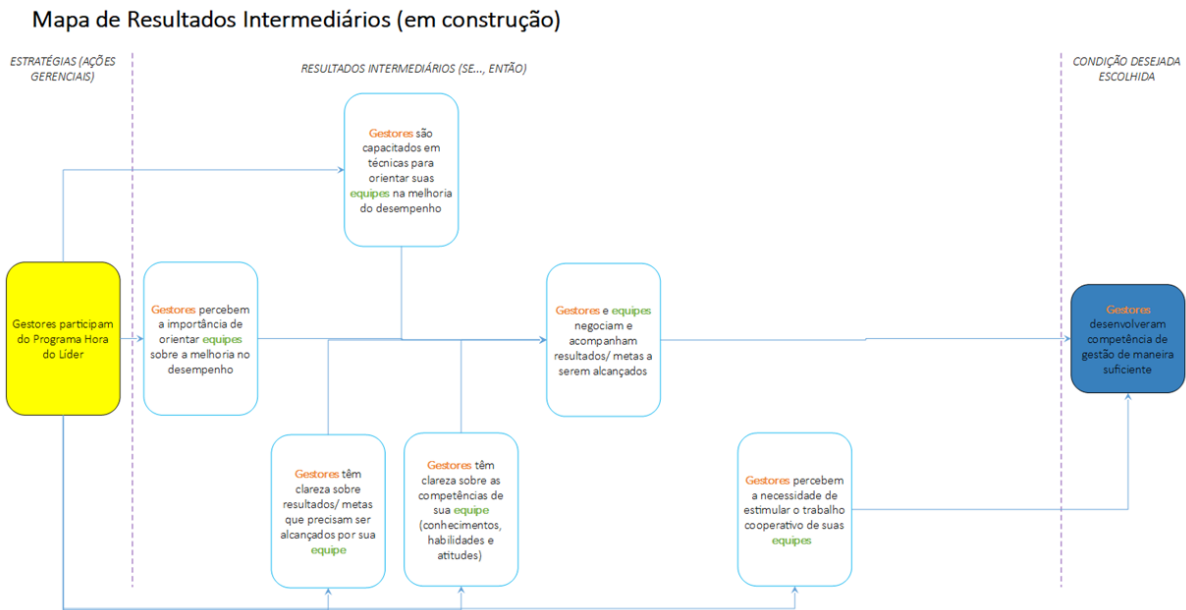 Mapa de Resultados Intermediários (em construção)
ESTRATÉGIAS (AÇÕES
GERENCIAIS)
RESULTADOS INTERMEDIÁRIOS (SE..., ENTÃO)
CONDIÇÃO DESEJADA
ESCOLHIDA
Gestores são
capacitados em
técnicas para
orientar suas
equipes na melhoria
do desempenho
Gestores participam
do Programa Hora
do Líder
Gestores percebem
a importância de
orientar equipes
sobre a melhoria no
desempenho
Gestores e equipes
negociam e
acompanham
resultados/ metas a
serem alcançados
Gestores
desenvolveram
competência de
gestão de maneira
suficiente
Gestores têm
clareza sobre
resultados/ metas
que precisam ser
alcançados por sua
equipe
Gestores têm
clareza sobre as
competências de
sua equipe
(conhecimentos,
habilidades e
atitudes)
Gestores percebem
a necessidade de
estimular o trabalho
cooperativo de suas
equipes